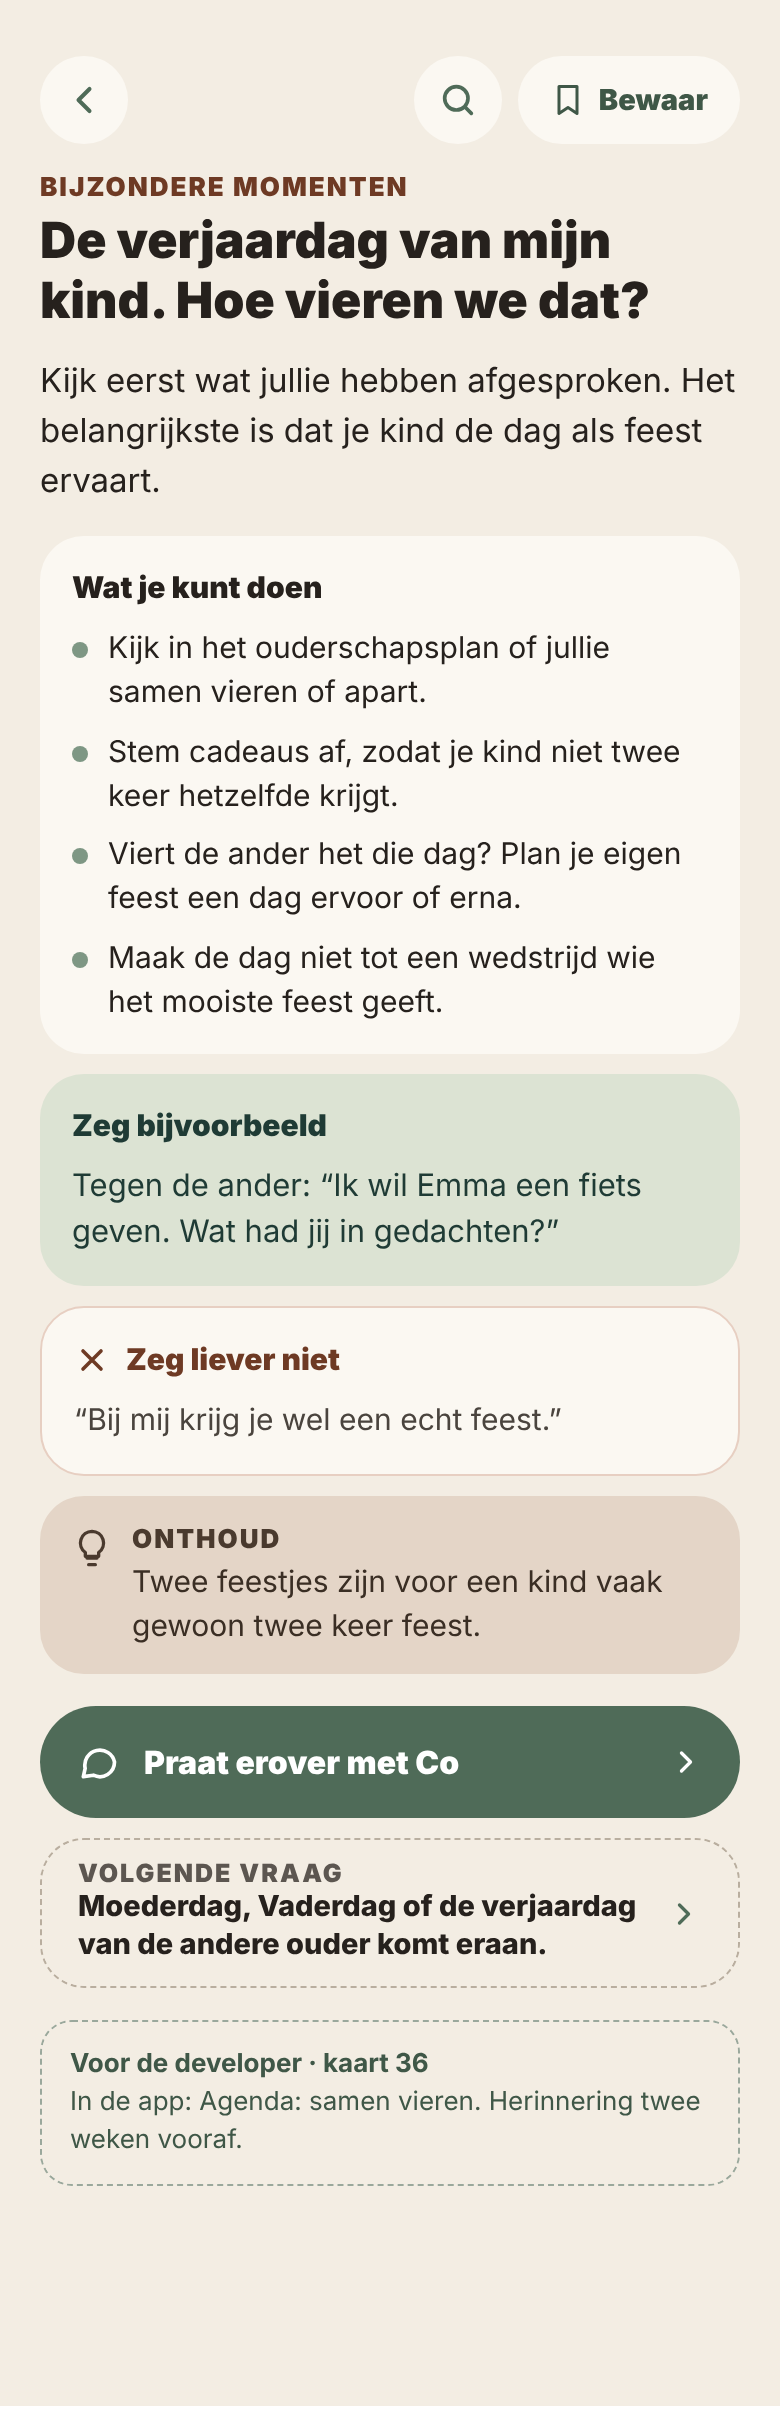 Bewaar
BIJZONDERE MOMENTEN
De verjaardag van mijn
kind. Hoe vieren we dat?
Kijk eerst wat jullie hebben afgesproken. Het
belangrijkste is dat je kind de dag als feest
ervaart.
Wat je kunt doen
Kijk in het ouderschapsplan of jullie
samen vieren of apart.
Stem cadeaus af, zodat je kind niet twee
keer hetzelfde krijgt.
Viert de ander het die dag? Plan je eigen
feest een dag ervoor of erna.
Maak de dag niet tot een wedstrijd wie
het mooiste feest geeft.
Zeg bijvoorbeeld
Tegen de ander: “Ik wil Emma een fiets
geven. Wat had jij in gedachten?”
Zeg liever niet
“Bij mij krijg je wel een echt feest.”
ONTHOUD
Twee feestjes zijn voor een kind vaak
gewoon twee keer feest.
Praat erover met Co
VOLGENDE VRAAG
Moederdag, Vaderdag of de verjaardag
van de andere ouder komt eraan.
Voor de developer · kaart 36
In de app: Agenda: samen vieren. Herinnering twee
weken vooraf.